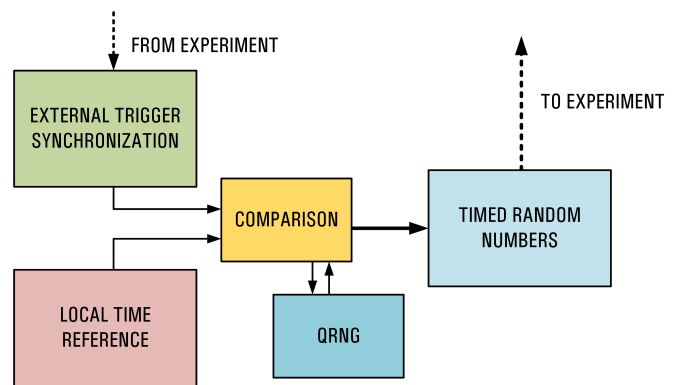 FROM EXPERIMENT
EXTERNAL TRIGGER
SYNCHRONIZATION
TO EXPERIMENT
COMPARISON
TIMED RANDOM
NUMBERS
LOCAL TIME
REFERENCE
QRNG